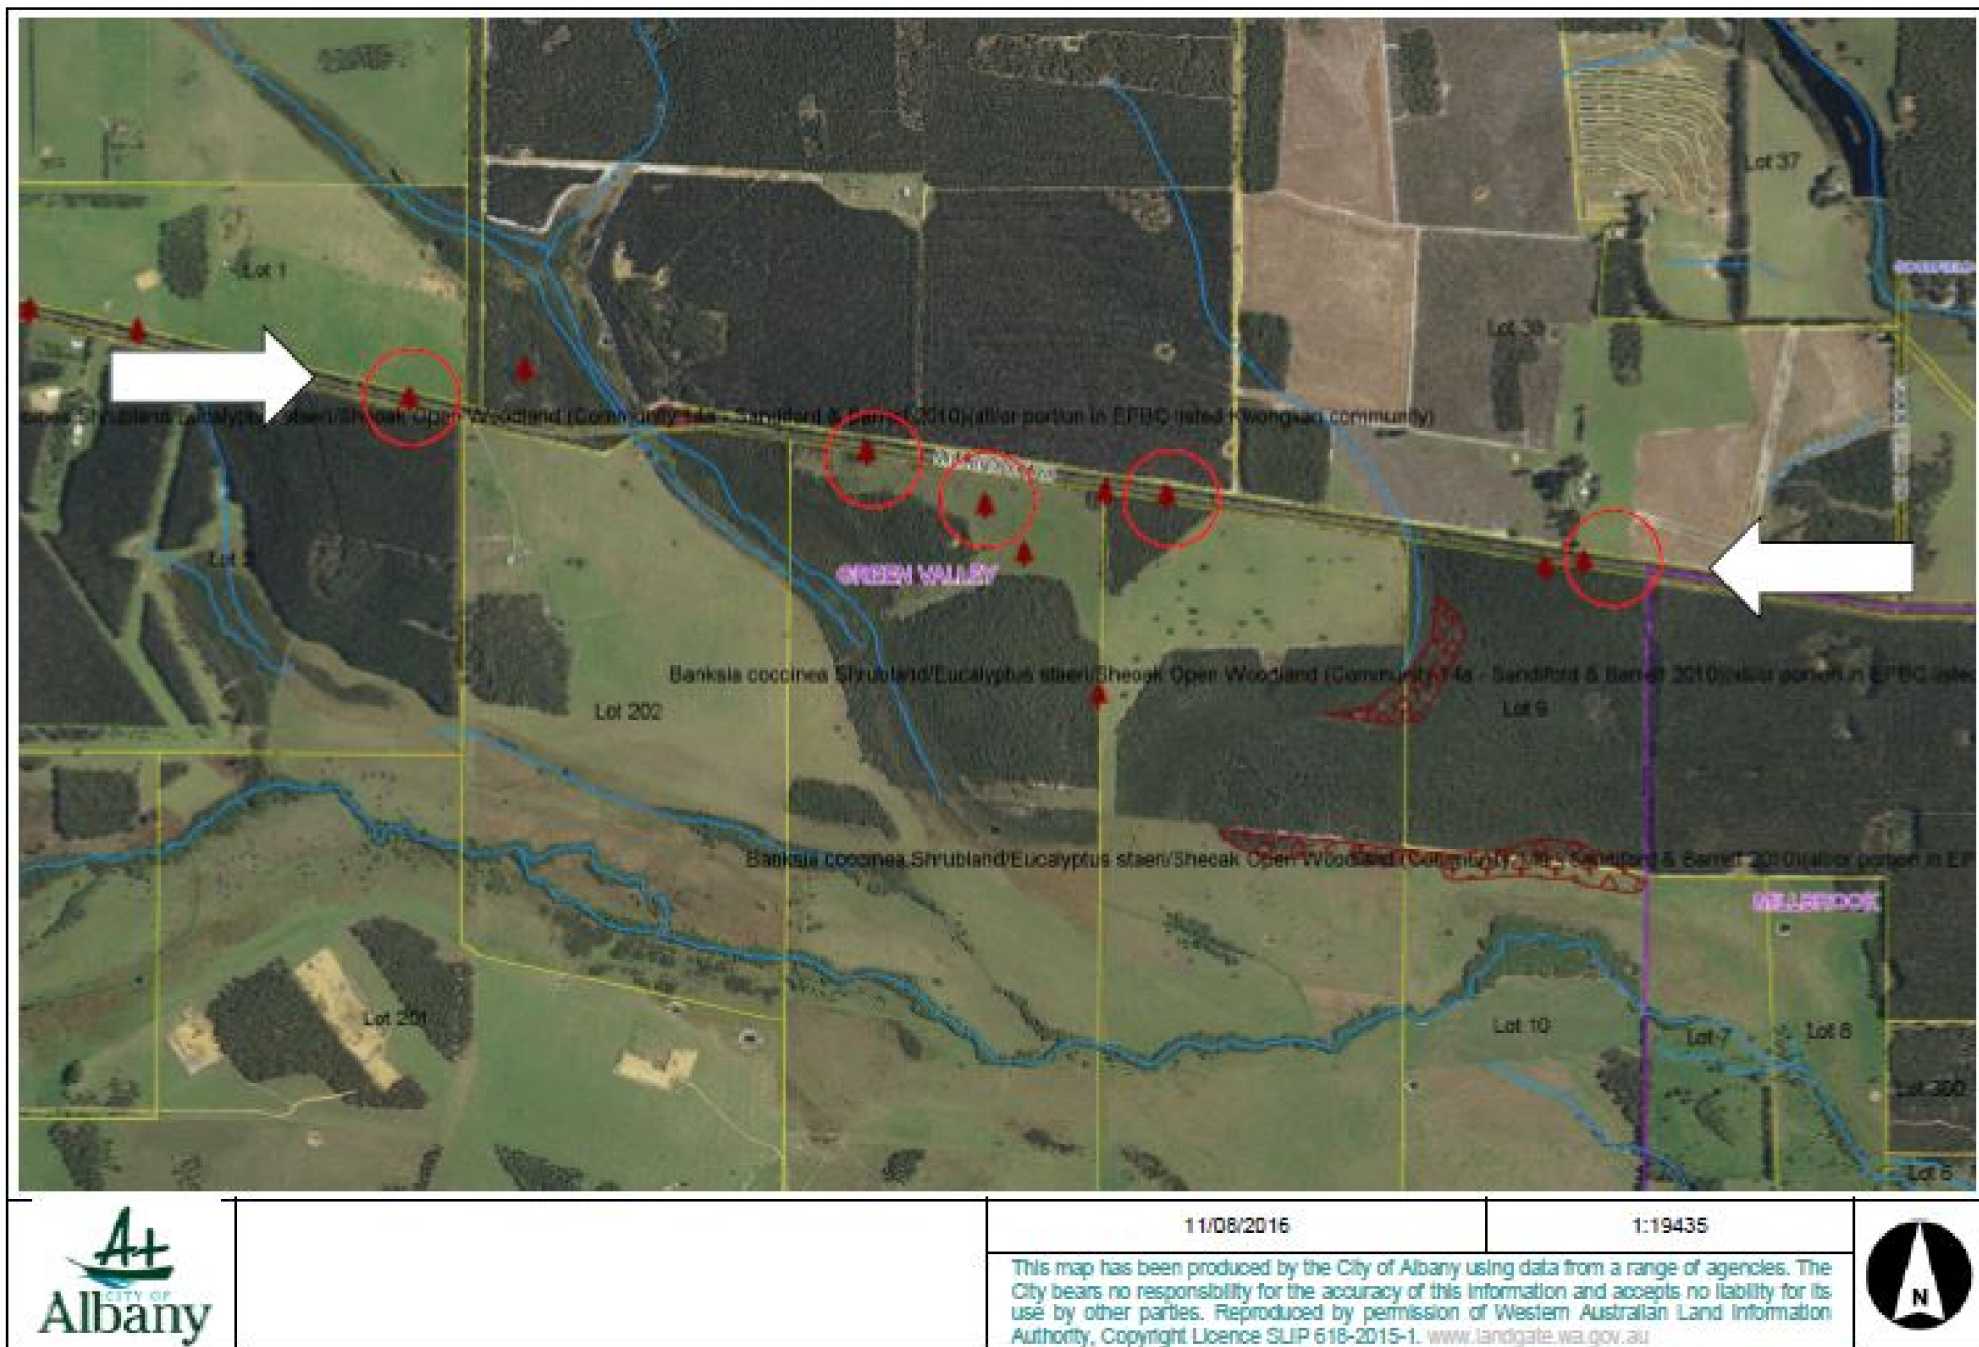 Lot 37
Lot 1
Lot 38
Shrubland/Eucalyptus staeri/Sheoak Open Woodland (Community 14a - Sandiford & Barrett 2010)(all/or portion in EPBC listed Kwongkan community)
Lot 2
GREEN VALLEY
Banksia coccinea Shrubland/Eucalyptus staeri/Sheoak Open Woodland (Community 14a - Sandiford & Barrett 2010)(all/or portion in EPBC listed
Lot 202
Lot 9
Banksia coccinea Shrubland/Eucalyptus staeri/Sheoak Open Woodland (Community 14a - Sandiford & Barrett 2010)(all/or portion in EP
MILLBROOK
Lot 201
Lot 10
Lot 7
Lot 8
Lot 300
Lot 6
A+
CITY OF
Albany
11/08/2016
1:19435
This map has been produced by the City of Albany using data from a range of agencies. The
City bears no responsibility for the accuracy of this information and accepts no liability for its
use by other parties. Reproduced by permission of Western Australian Land Information
Authority, Copyright Licence SLIP 618-2015-1. www.landgate.wa.gov.au
N